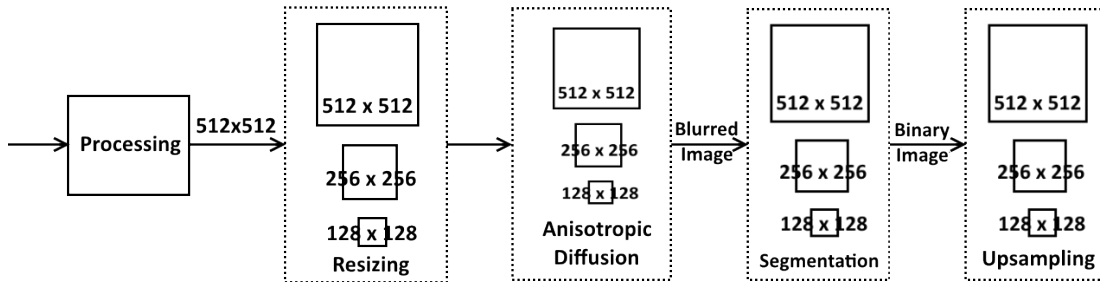 Processing
512x512
512 x 512
256 x 256
128 x 128
Resizing
512 x 512
256 x 256
128 x 128
Anisotropic
Diffusion
Blurred
Image
512 x 512
256 x 256
128 x 128
Segmentation
Binary
Image
512 x 512
256 x 256
128 x 128
Upsampling